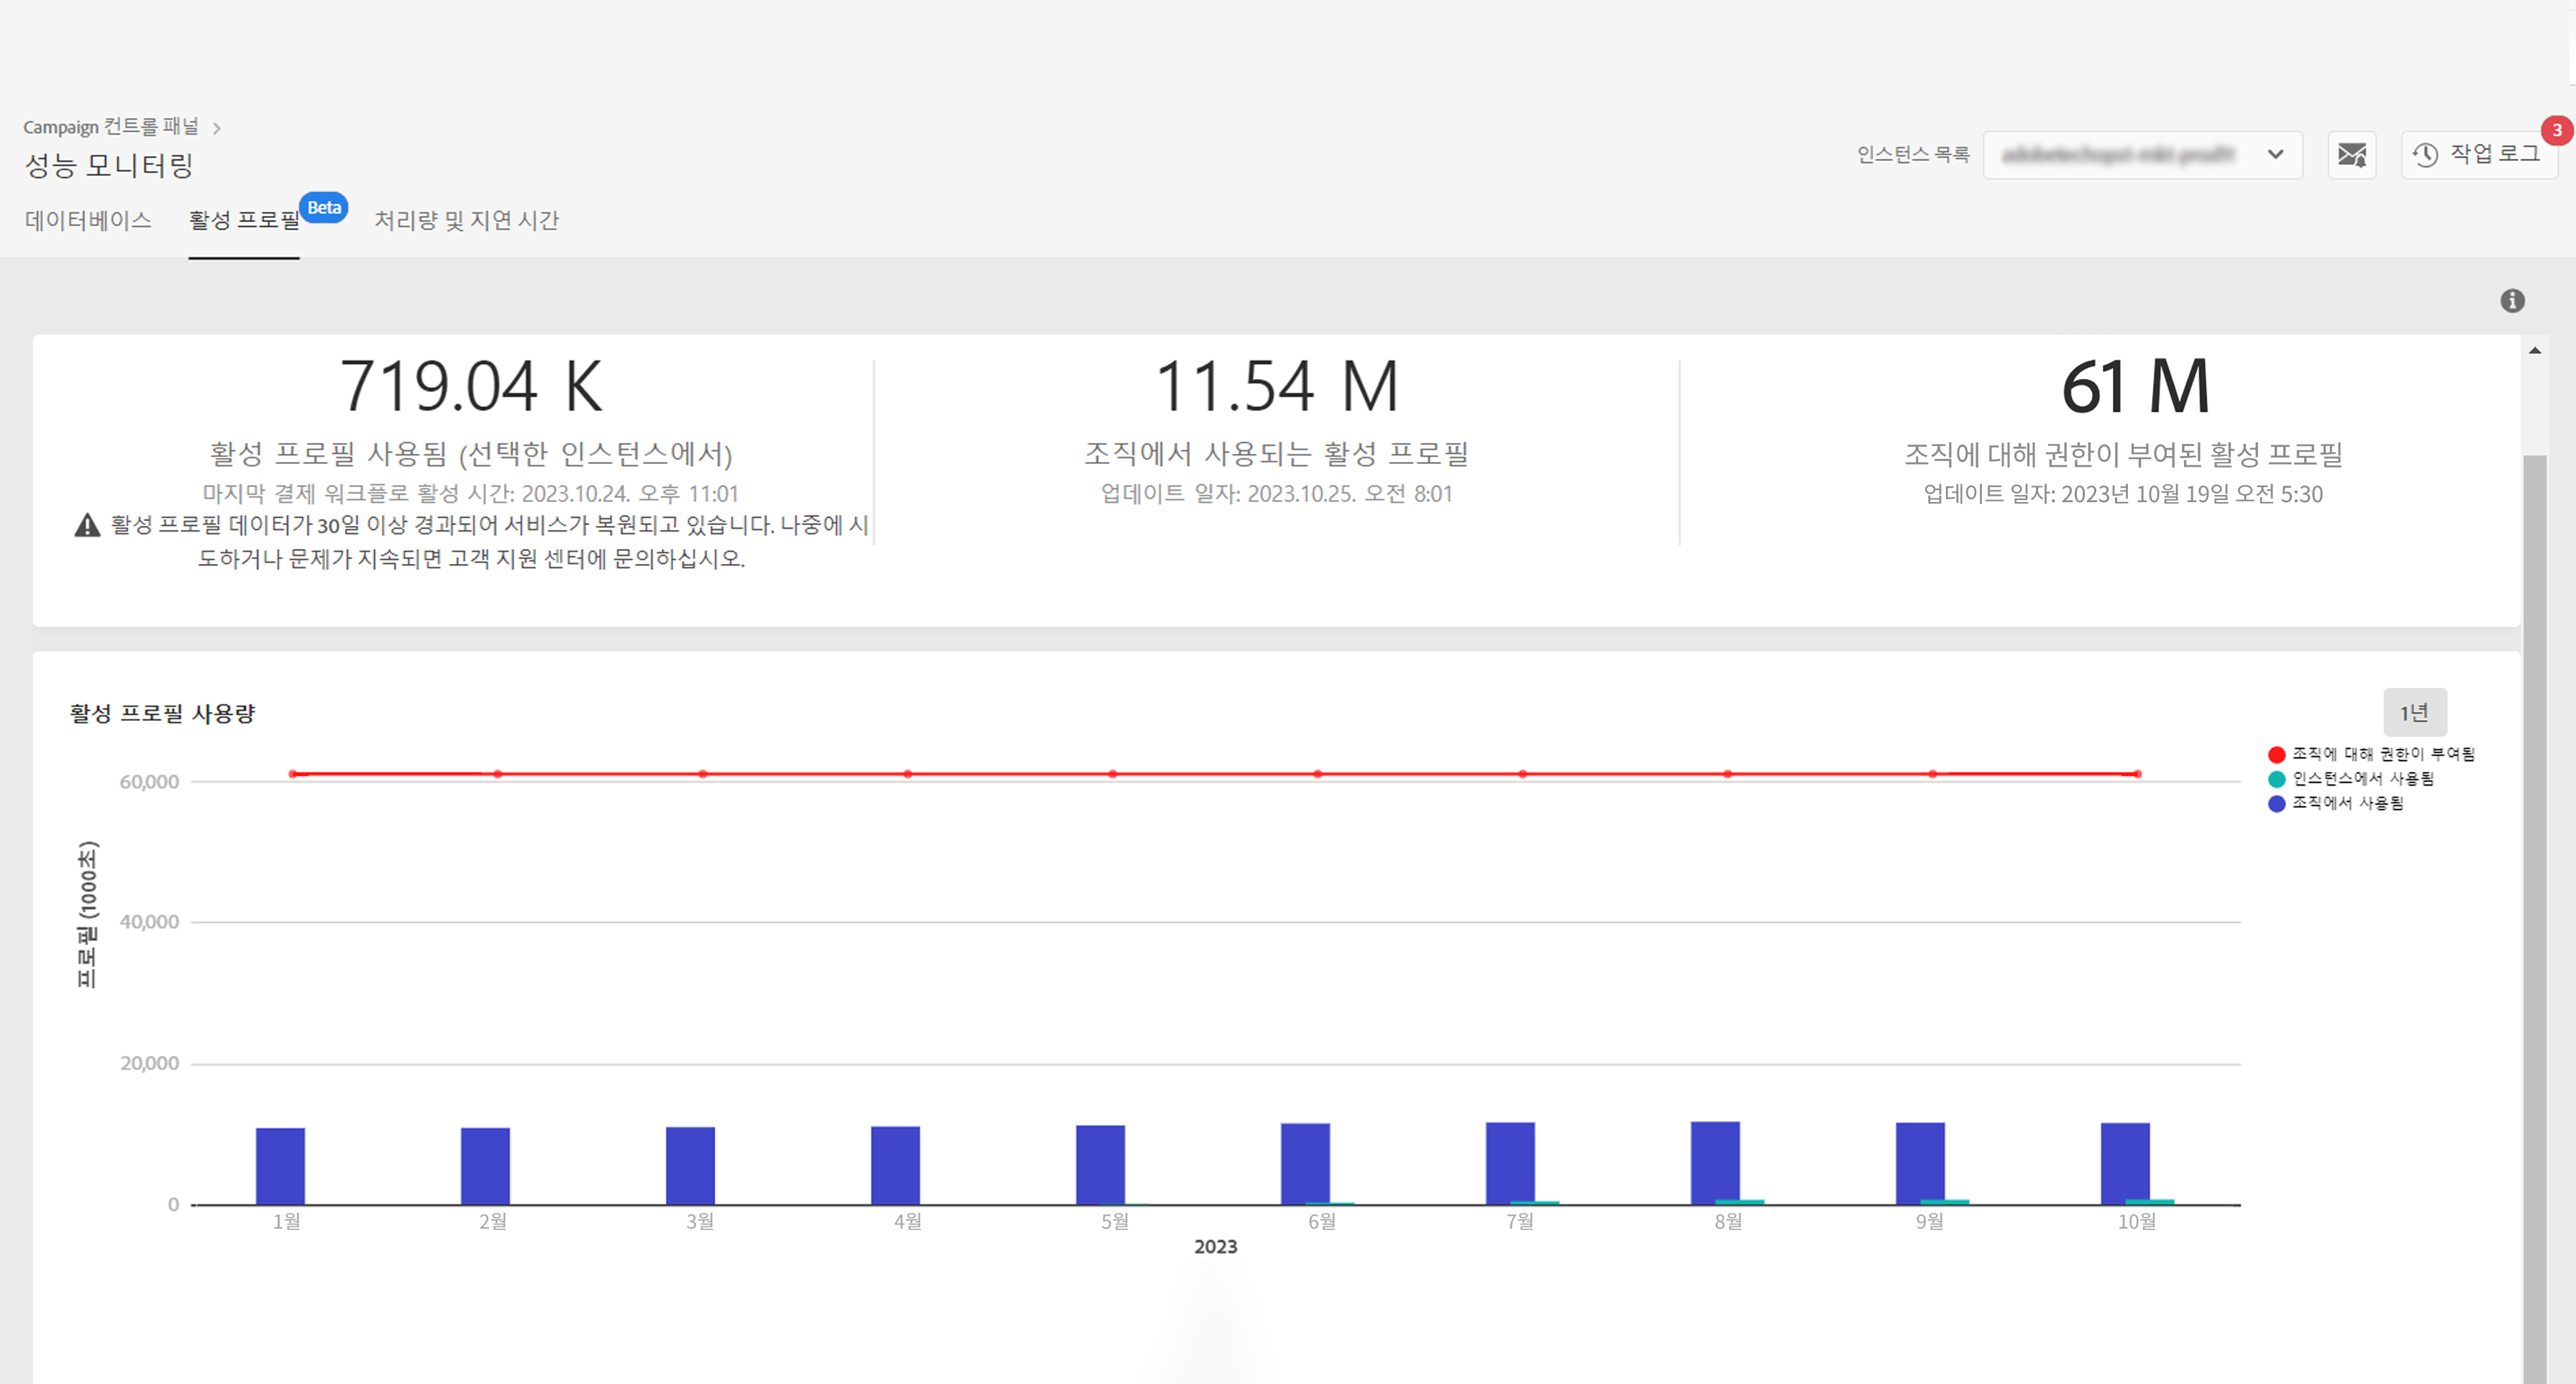 Campaign 컨트롤 패널
성능 모니터링
인스턴스 목록
작업 로그
3
데이터베이스
활성 프로필
Beta
처리량 및 지연 시간
719.04 K
활성 프로필 사용됨 (선택한 인스턴스에서)
마지막 결제 워크플로 활성 시간: 2023.10.24. 오후 11:01
활성 프로필 데이터가 30일 이상 경과되어 서비스가 복원되고 있습니다. 나중에 시
도하거나 문제가 지속되면 고객 지원 센터에 문의하십시오.
11.54 M
조직에서 사용되는 활성 프로필
업데이트 일자: 2023.10.25. 오전 8:01
61 M
조직에 대해 권한이 부여된 활성 프로필
업데이트 일자: 2023년 10월 19일 오전 5:30
활성 프로필 사용량
1년
조직에 대해 권한이 부여됨
인스턴스에서 사용됨
조직에서 사용됨
프로필 (1000초)
60,000
40,000
20,000
0
1월 2월 3월 4월 5월 6월 7월 8월 9월 10월
2023